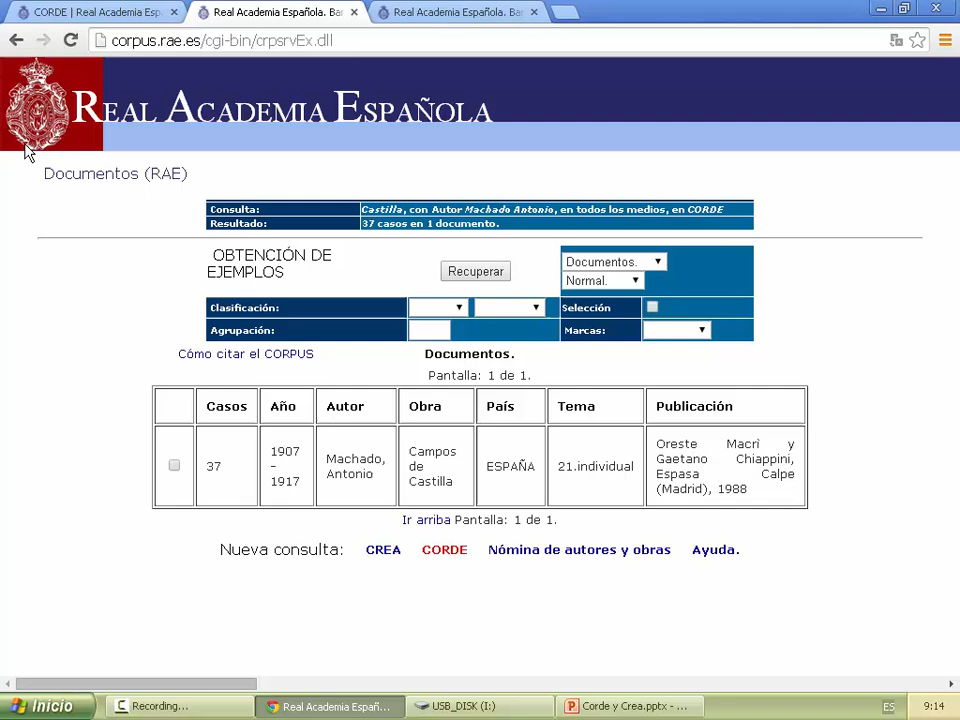 CORDE | Real Academia Esp
Real Academia Española. Ba
Real Academia Española. Ba
corpus.rae.es/cgi-bin/crpsrvEx.dll
REAL ACADEMIA ESPAÑOLA
Documentos (RAE)
Consulta: Castilla, con Autor Machado Antonio, en todos los medios, en CORDE
Resultado: 37 casos en 1 documento.
OBTENCIÓN DE
EJEMPLOS
Recuperar
Documentos.
Normal.
Clasificación: Selección
Agrupación: Marcas:
Cómo citar el CORPUS Documentos.
Pantalla: 1 de 1.
Casos Año Autor Obra País Tema Publicación
37
1907
-
1917
Machado,
Antonio
Campos
de
Castilla
ESPAÑA
21.individual
Oreste Macrì y
Gaetano Chiappini,
Espasa Calpe
(Madrid), 1988
Ir arriba Pantalla: 1 de 1.
Nueva consulta: CREA CORDE Nómina de autores y obras Ayuda.
Inicio Recording... Real Academia Españ... USB_DISK (I:) Corde y Crea.pptx - ... ES 9:14